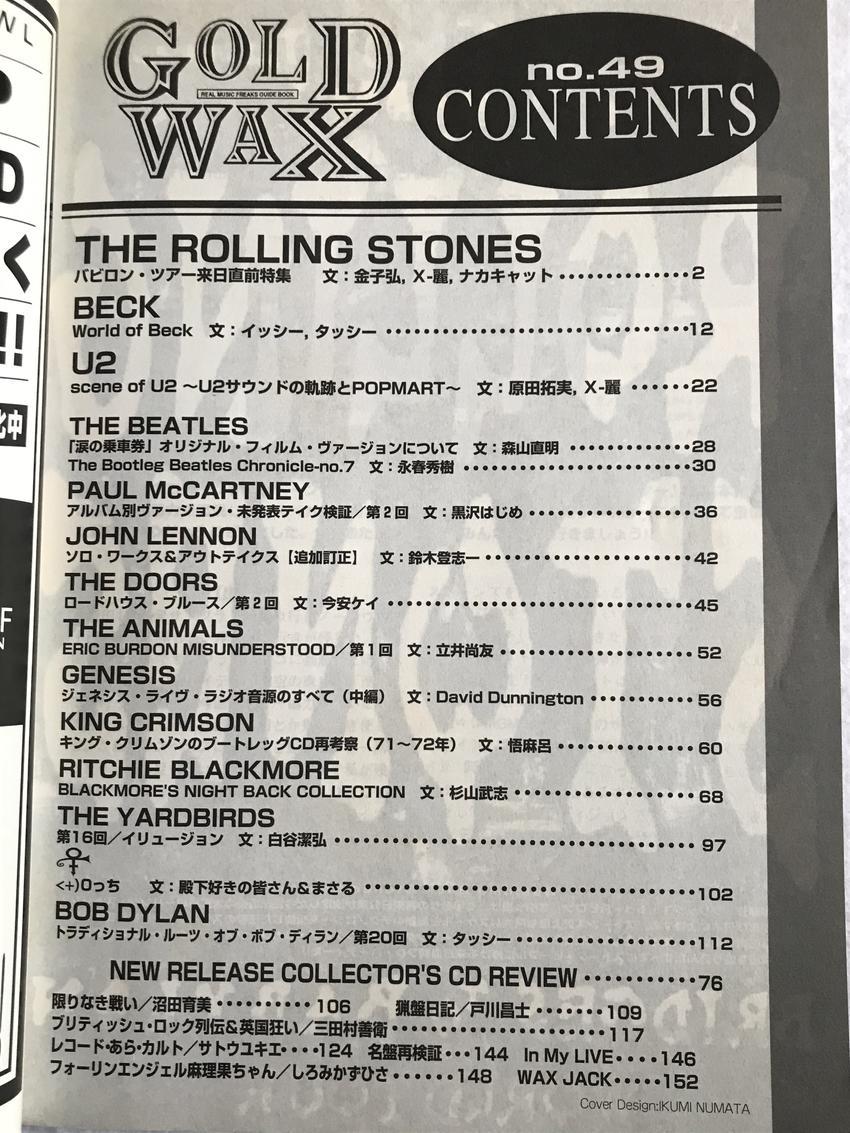 GOLD
REAL MUSIC FREAKS GUIDE BOOK
WAX
no.49
CONTENTS
THE ROLLING STONES
バビロン・ツアー来日直前特集　文：金子弘, X-麗, ナカキャット ・・・・・・・・・・・・・・2
BECK
World of Beck　文：イッシー, タッシー ・・・・・・・・・・・・・・・・・・・・・・・・・・・・・・12
U2
scene of U2 〜U2サウンドの軌跡とPOPMART〜　文：原田拓実, X-麗 ・・・・・・22
THE BEATLES
「涙の乗車券」オリジナル・フィルム・ヴァージョンについて　文：森山直明 ・・・・・・・・・・・・28
The Bootleg Beatles Chronicle-no.7　文：永春秀樹 ・・・・・・・・・・・・・・・・・・・・・・30
PAUL McCARTNEY
アルバム別ヴァージョン・未発表テイク検証／第2回　文：黒沢はじめ ・・・・・・・・・・・・・・・・36
JOHN LENNON
ソロ・ワークス&アウトテイクス【追加訂正】　文：鈴木登志一・・・・・・・・・・・・・・・・・・・・42
THE DOORS
ロードハウス・ブルース／第2回　文：今安ケイ ・・・・・・・・・・・・・・・・・・・・・・・・・・・・・・45
THE ANIMALS
ERIC BURDON MISUNDERSTOOD／第1回　文：立井尚友 ・・・・・・・・・・・・・・・・・・・52
GENESIS
ジェネシス・ライヴ・ラジオ音源のすべて（中編）　文：David Dunnington ・・・・・・・・・・56
KING CRIMSON
キング・クリムゾンのブートレッグCD再考察（71〜72年）　文：悟麻呂 ・・・・・・・・・・・・・60
RITCHIE BLACKMORE
BLACKMORE'S NIGHT BACK COLLECTION　文：杉山武志 ・・・・・・・・・・・・・・・・・68
THE YARDBIRDS
第16回／イリュージョン　文：白谷潔弘 ・・・・・・・・・・・・・・・・・・・・・・・・・・・・・・・・・・97
<+)0っち　　文：殿下好きの皆さん&まさる ・・・・・・・・・・・・・・・・・・・・・・・・・・・・・・102
BOB DYLAN
トラディショナル・ルーツ・オブ・ボブ・ディラン／第20回　文：タッシー・・・・・・・・・・・・・・・・112
NEW RELEASE COLLECTOR'S CD REVIEW・・・・・・・・・・76
限りなき戦い／沼田育美 ・・・・・・・・・・ 106　　猟盤日記／戸川昌士 ・・・・・・・109
ブリティッシュ・ロック列伝&英国狂い／三田村善衛・・・・・・・・・・・・・・・・・・・・・・117
レコード・あら・カルト／サトウユキエ・・・・124　名盤再検証・・・144　In My LIVE・・・・146
フォーリンエンジェル麻理果ちゃん／しろみかずひさ ・・・・・・148　WAX JACK・・・・・152
Cover Design:IKUMI NUMATA